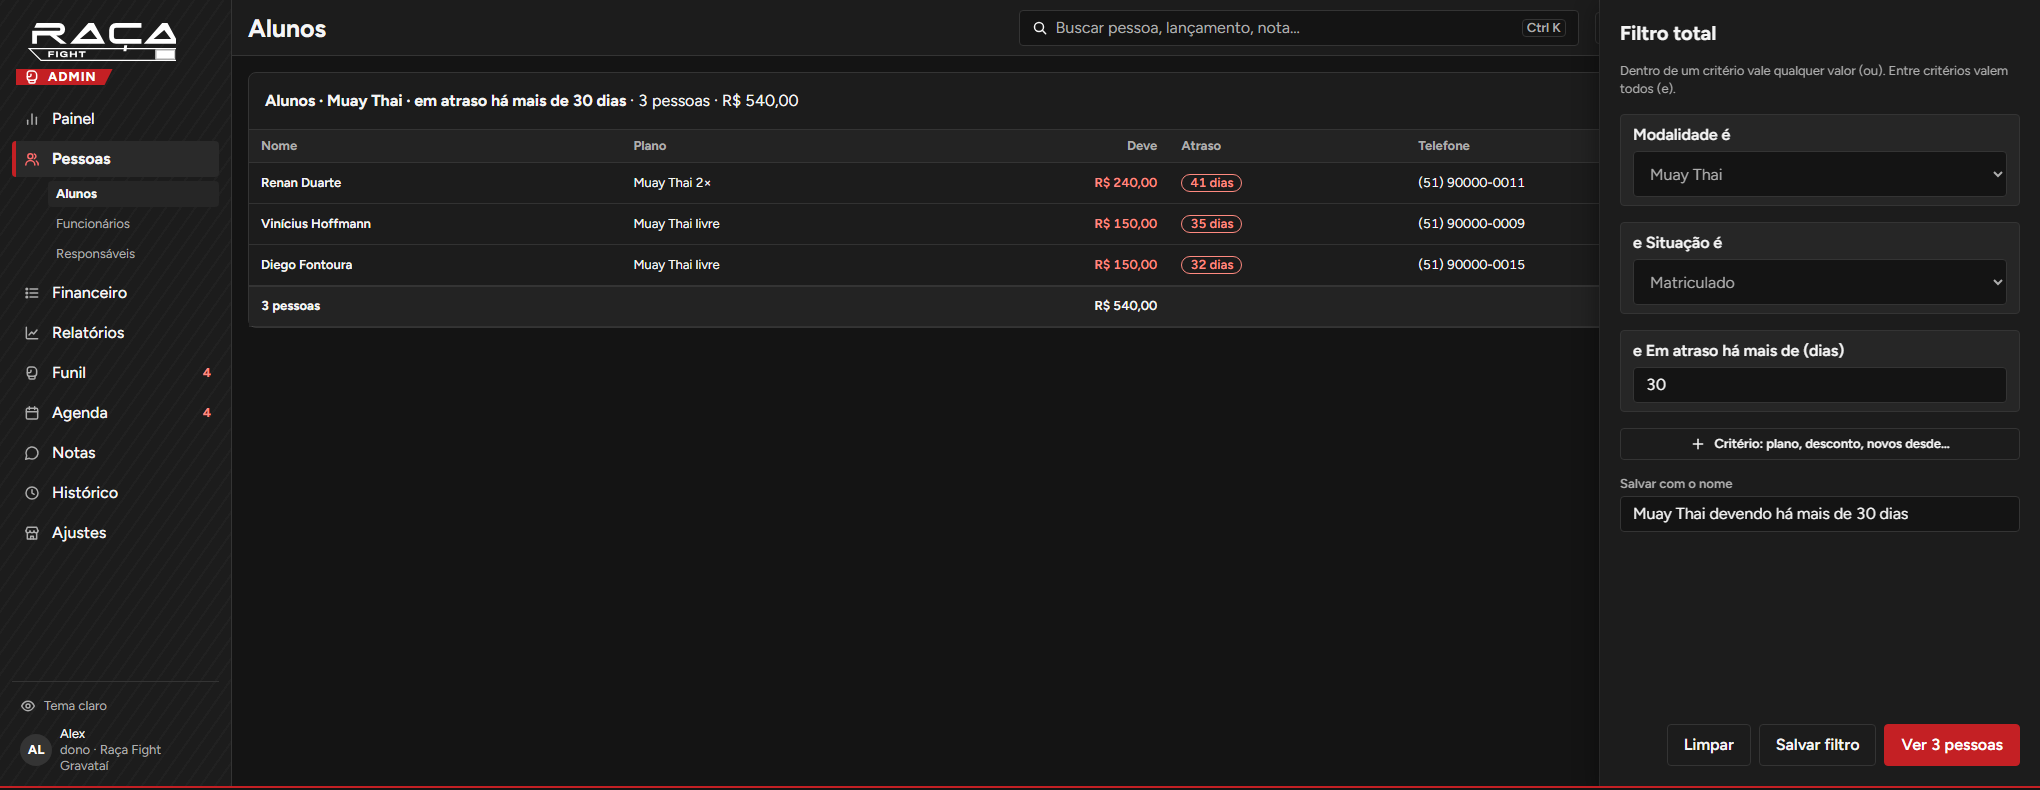 RAÇA
FIGHT
ADMIN
Painel
Pessoas
Alunos
Funcionários
Responsáveis
Financeiro
Relatórios
Funil 4
Agenda 4
Notas
Histórico
Ajustes
Tema claro
AL
Alex
dono · Raça Fight
Gravataí
Alunos
Buscar pessoa, lançamento, nota... Ctrl K
Alunos · Muay Thai · em atraso há mais de 30 dias · 3 pessoas · R$ 540,00
Nome Plano Deve Atraso Telefone
Renan Duarte Muay Thai 2× R$ 240,00 41 dias (51) 90000-0011
Vinícius Hoffmann Muay Thai livre R$ 150,00 35 dias (51) 90000-0009
Diego Fontoura Muay Thai livre R$ 150,00 32 dias (51) 90000-0015
3 pessoas R$ 540,00
Filtro total
Dentro de um critério vale qualquer valor (ou). Entre critérios valem
todos (e).
Modalidade é
Muay Thai
e Situação é
Matriculado
e Em atraso há mais de (dias)
30
+ Critério: plano, desconto, novos desde...
Salvar com o nome
Muay Thai devendo há mais de 30 dias
Limpar Salvar filtro Ver 3 pessoas